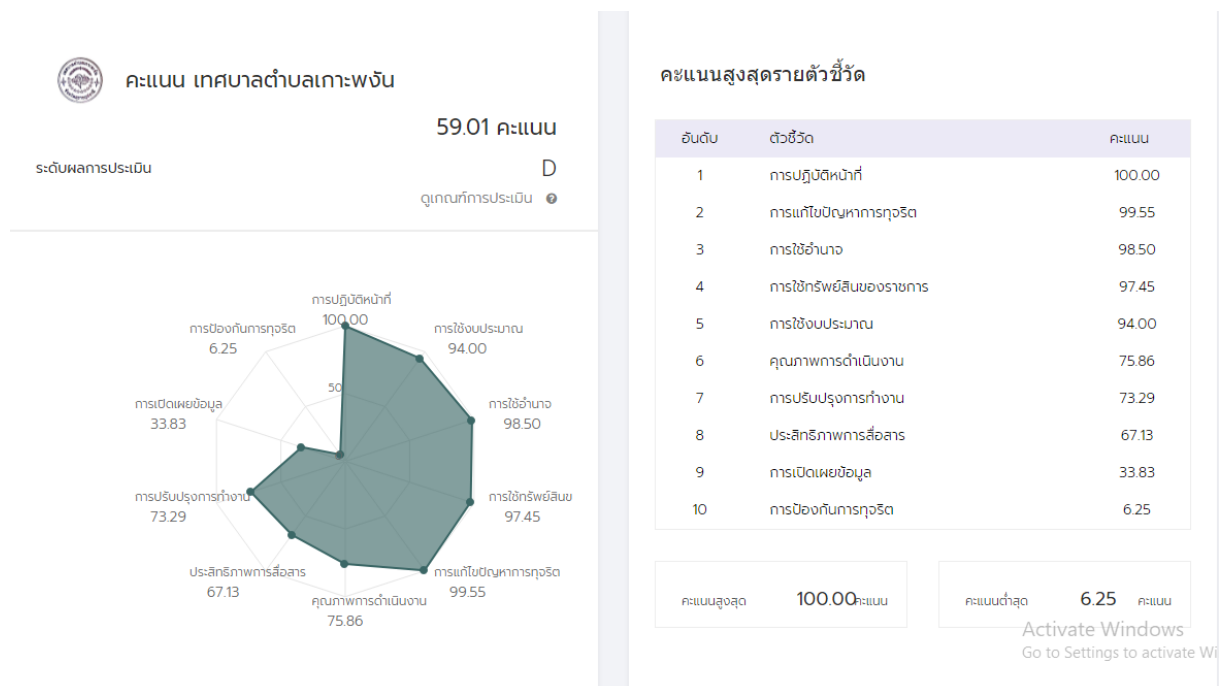 คะแนน เทศบาลตำบลเกาะพงัน
59.01 คะแนน
ระดับผลการประเมิน D
ดูเกณฑ์การประเมิน
การปฏิบัติหน้าที่
100.00
การป้องกันการทุจริต
6.25
การใช้งบประมาณ
94.00
50
การเปิดเผยข้อมูล
33.83
การใช้อำนาจ
98.50
การปรับปรุงการทำงาน
73.29
การใช้ทรัพย์สินข
97.45
ประสิทธิภาพการสื่อสาร
67.13
การแก้ไขปัญหาการทุจริต
99.55
คุณภาพการดำเนินงาน
75.86
คะแนนสูงสุดรายตัวชี้วัด
อันดับ ตัวชี้วัด คะแนน
1 การปฏิบัติหน้าที่ 100.00
2 การแก้ไขปัญหาการทุจริต 99.55
3 การใช้อำนาจ 98.50
4 การใช้ทรัพย์สินของราชการ 97.45
5 การใช้งบประมาณ 94.00
6 คุณภาพการดำเนินงาน 75.86
7 การปรับปรุงการทำงาน 73.29
8 ประสิทธิภาพการสื่อสาร 67.13
9 การเปิดเผยข้อมูล 33.83
10 การป้องกันการทุจริต 6.25
คะแนนสูงสุด 100.00 คะแนน
คะแนนต่ำสุด 6.25 คะแนน
Activate Windows
Go to Settings to activate Wi